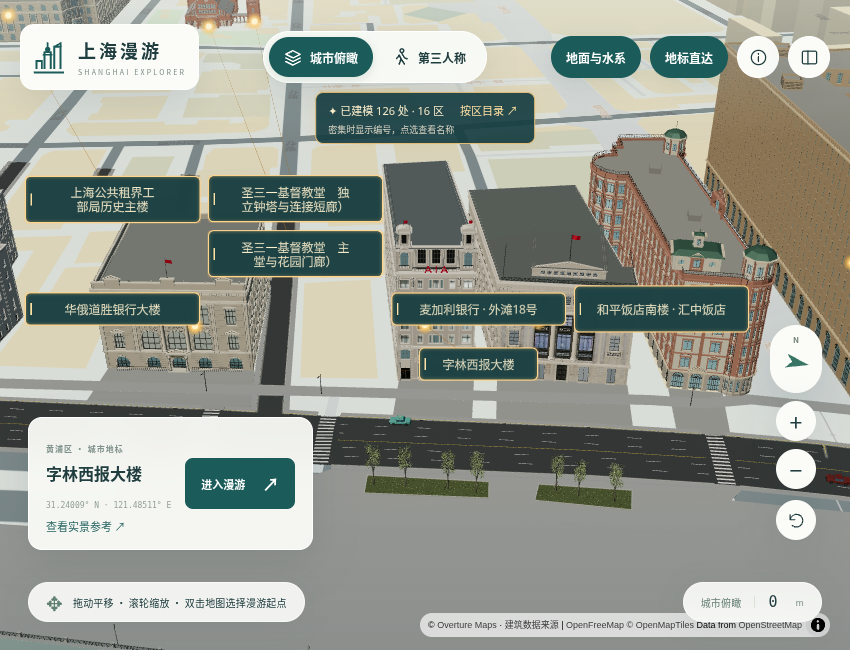 上海漫游
SHANGHAI EXPLORER
城市俯瞰
第三人称
地面与水系
地标直达
✦ 已建模 126 处 · 16 区 按区目录 ↗
密集时显示编号，点选查看名称
上海公共租界工
部局历史主楼
圣三一基督教堂 独
立钟塔与连接短廊）
圣三一基督教堂 主
堂与花园门廊）
华俄道胜银行大楼
AIA
麦加利银行 · 外滩18号
和平饭店南楼 · 汇中饭店
字林西报大楼
N
黄浦区 · 城市地标
字林西报大楼
31.24009° N · 121.48511° E
查看实景参考 ↗
进入漫游 ↗
+
−
拖动平移 · 滚轮缩放 · 双击地图选择漫游起点
城市俯瞰 0 m
© Overture Maps · 建筑数据来源 | OpenFreeMap © OpenMapTiles Data from OpenStreetMap